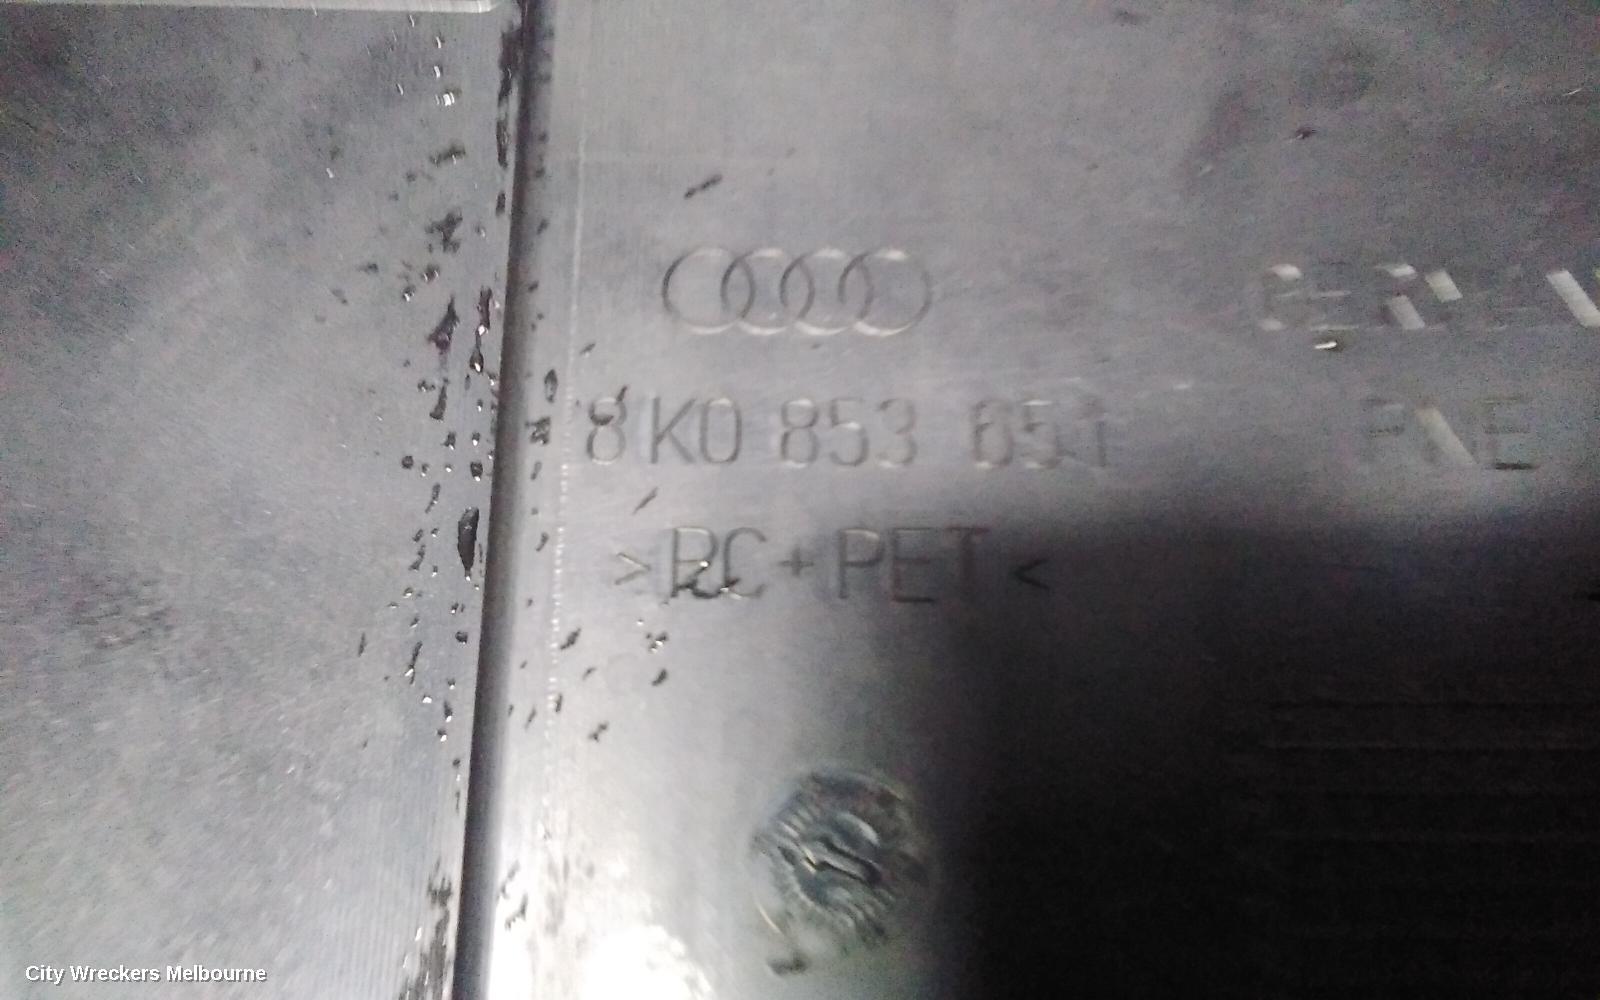 8K0 853 651
>PC+PET<
City Wreckers Melbourne